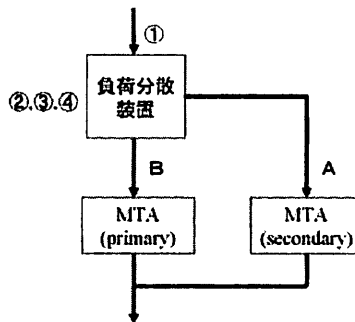 ①
②,③,④
負荷分散
装置
B
A
MTA
(primary)
MTA
(secondary)